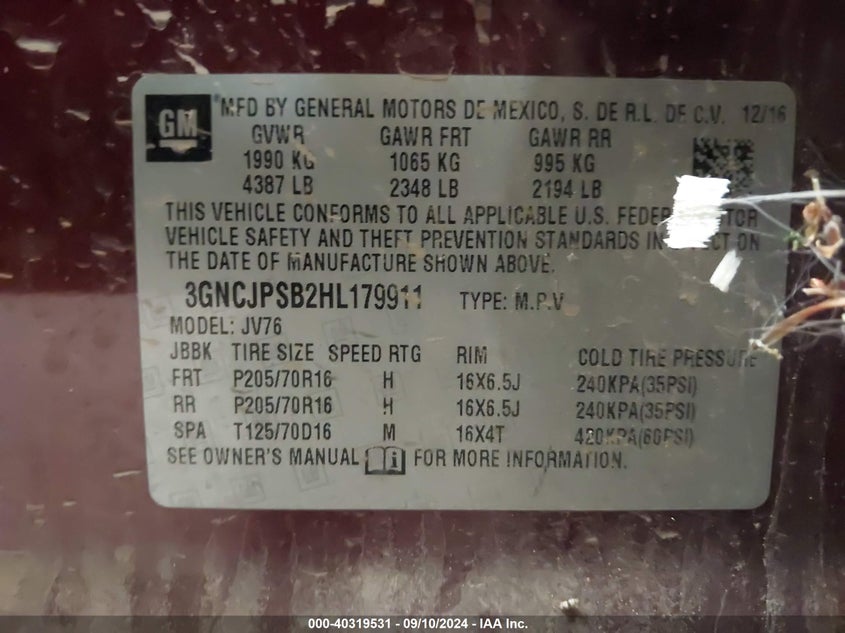 GM
MFD BY GENERAL MOTORS DE MEXICO, S. DE R.L. DE C.V. 12/16
GVWR GAWR FRT GAWR RR
1990 KG 1065 KG 995 KG
4387 LB 2348 LB 2194 LB
THIS VEHICLE CONFORMS TO ALL APPLICABLE U.S.
VEHICLE SAFETY AND THEFT PREVENTION STANDARDS ON
THE DATE OF MANUFACTURE SHOWN ABOVE.
3GNCJPSB2HL179911 TYPE: M.P.V
MODEL: JV76
JBBK TIRE SIZE SPEED RTG RIM COLD TIRE PRESSURE
FRT P205/70R16 H 16X6.5J 240KPA(35PSI)
RR P205/70R16 H 16X6.5J 240KPA(35PSI)
SPA T125/70D16 M 16X4T 420KPA(60PSI)
SEE OWNER'S MANUAL i FOR MORE INFORMATION.
000-40319531 - 09/10/2024 - IAA Inc.